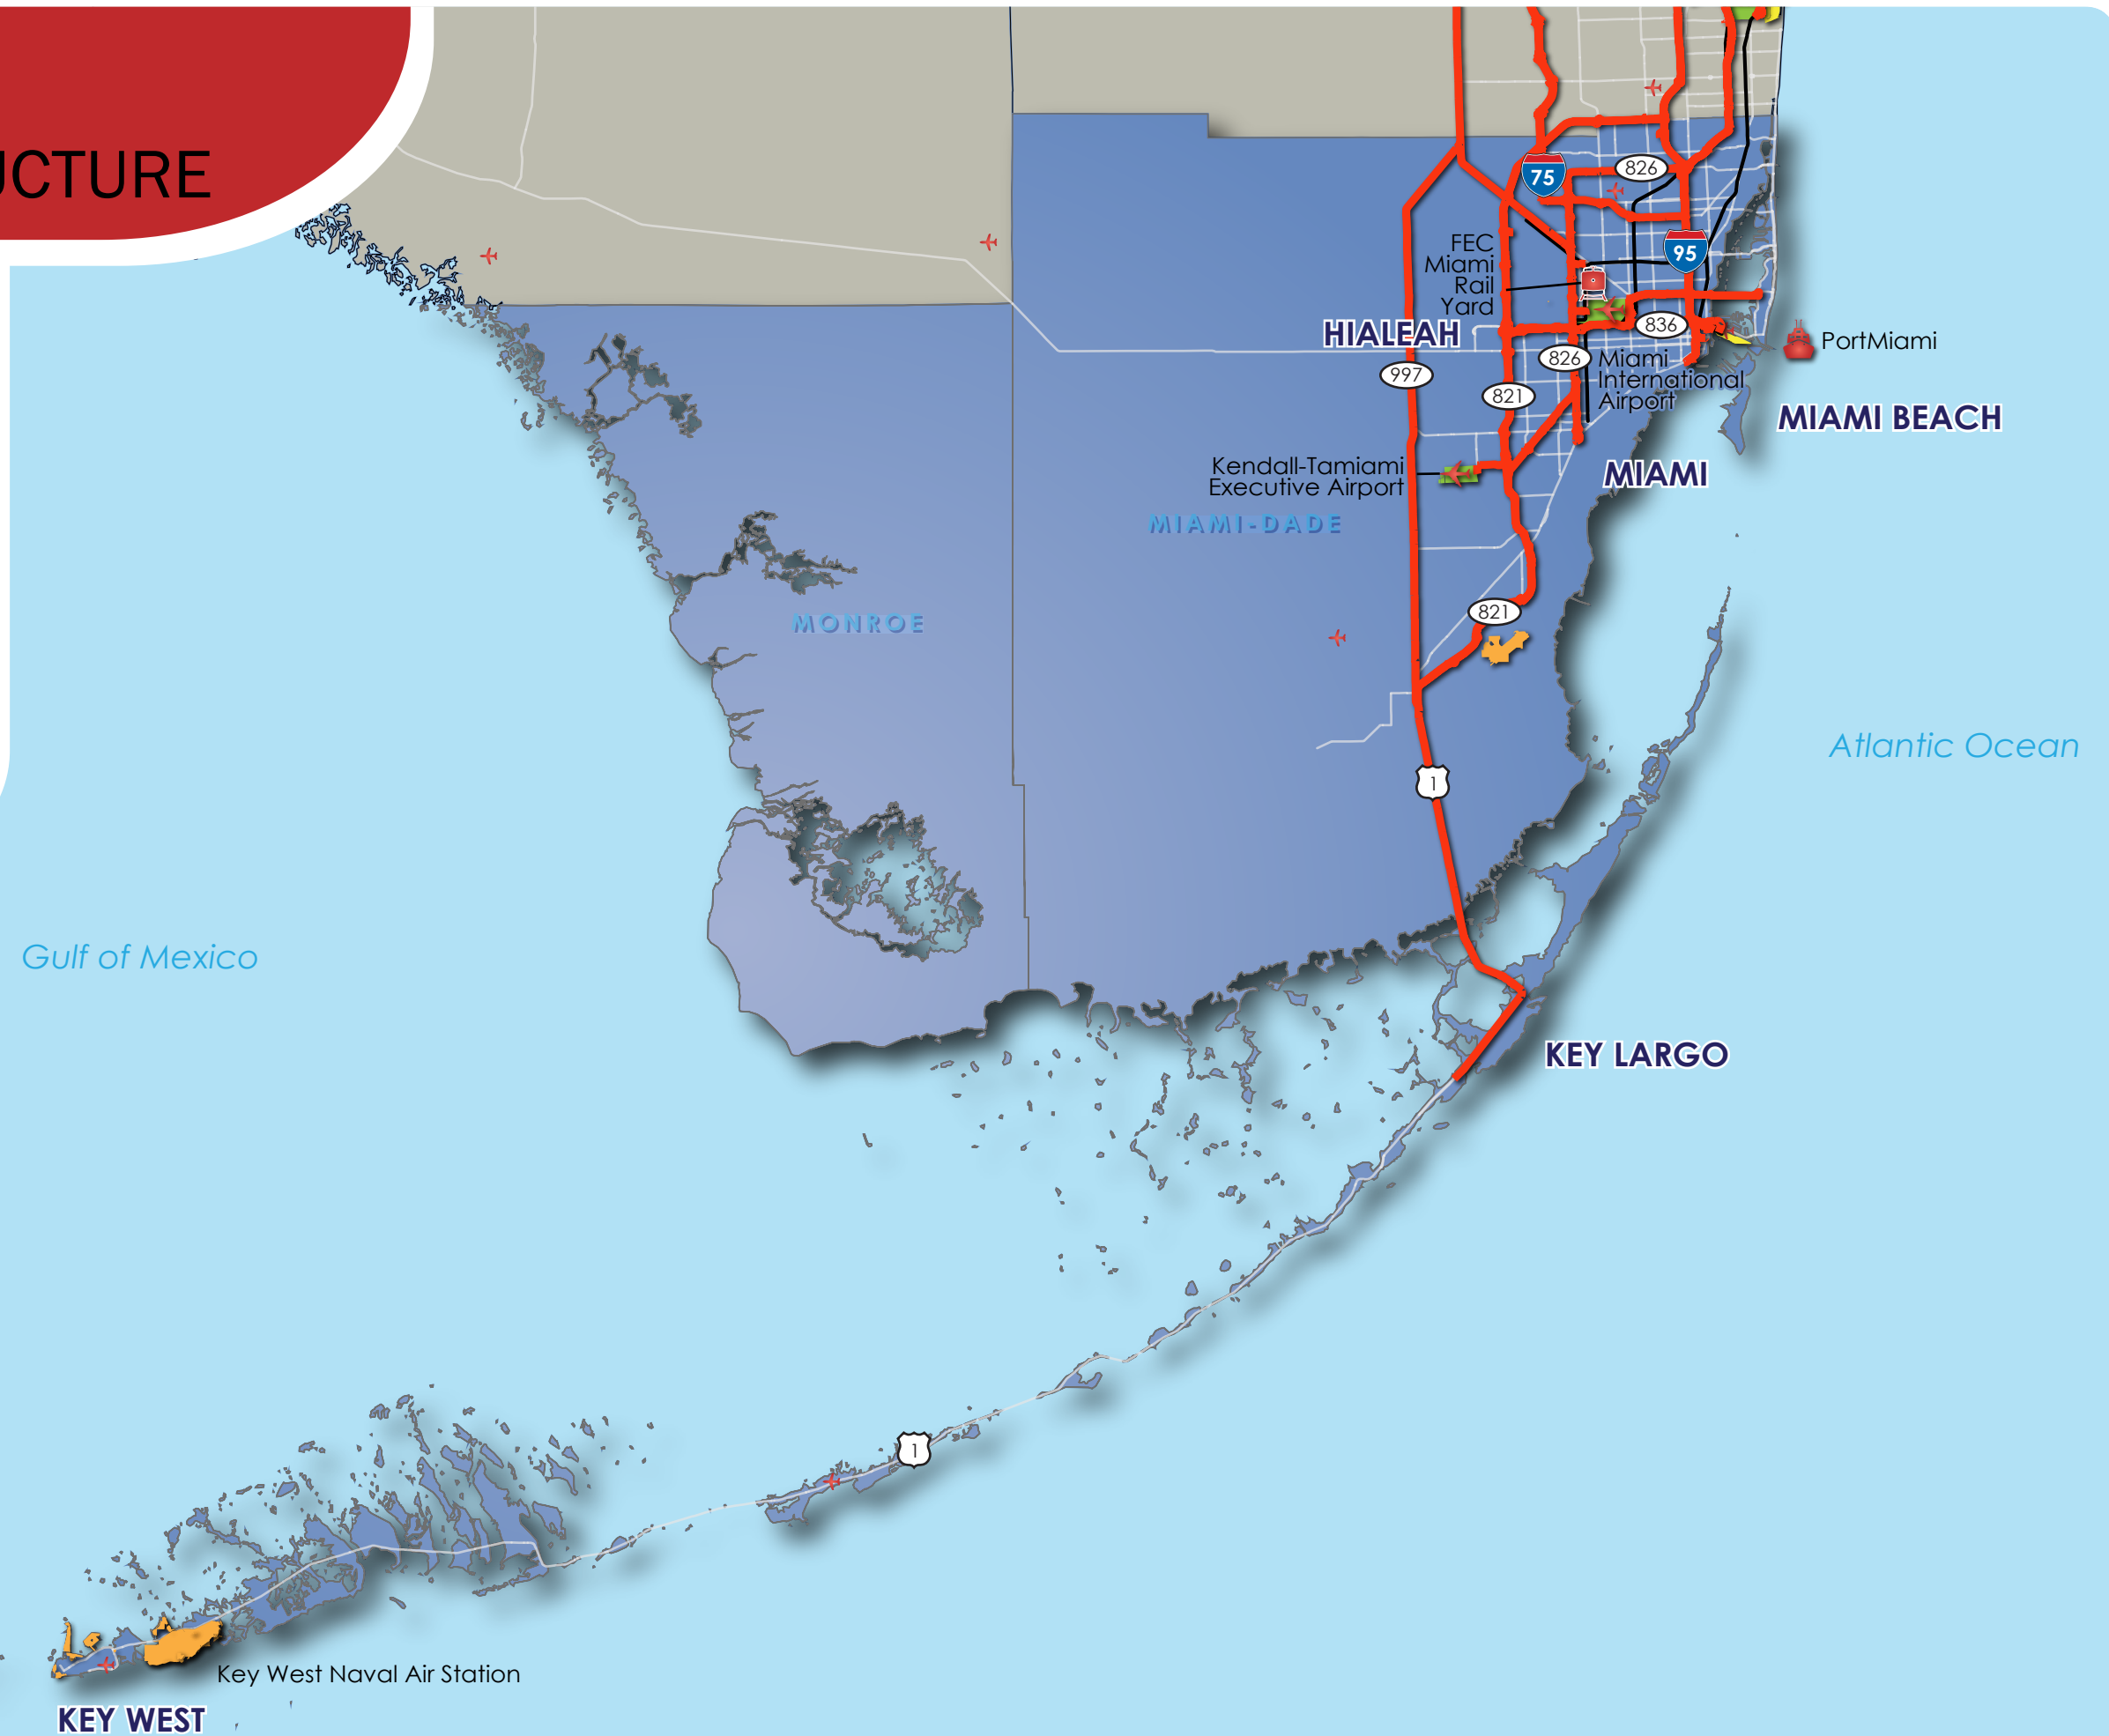 UCTURE
75
826
FEC
Miami
Rail
Yard
95
HIALEAH
836
PortMiami
826
Miami
International
Airport
997
821
MIAMI BEACH
Kendall-Tamiami
Executive Airport
MIAMI
MIAMI-DADE
MONROE
821
Atlantic Ocean
1
Gulf of Mexico
KEY LARGO
1
Key West Naval Air Station
KEY WEST